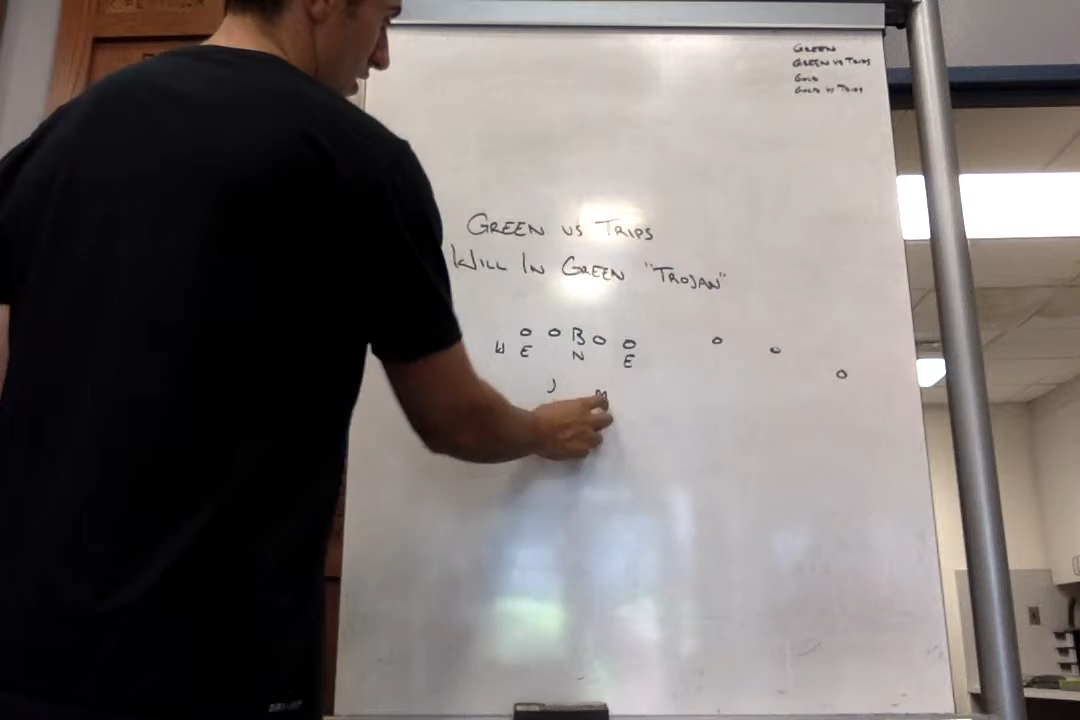 GREEN
GREEN VS TRIPS
GOLD
GOLD VS TRIPS
GREEN VS TRIPS
WILL IN GREEN "TROJAN"
O O B O O O O O
W E N E
J M